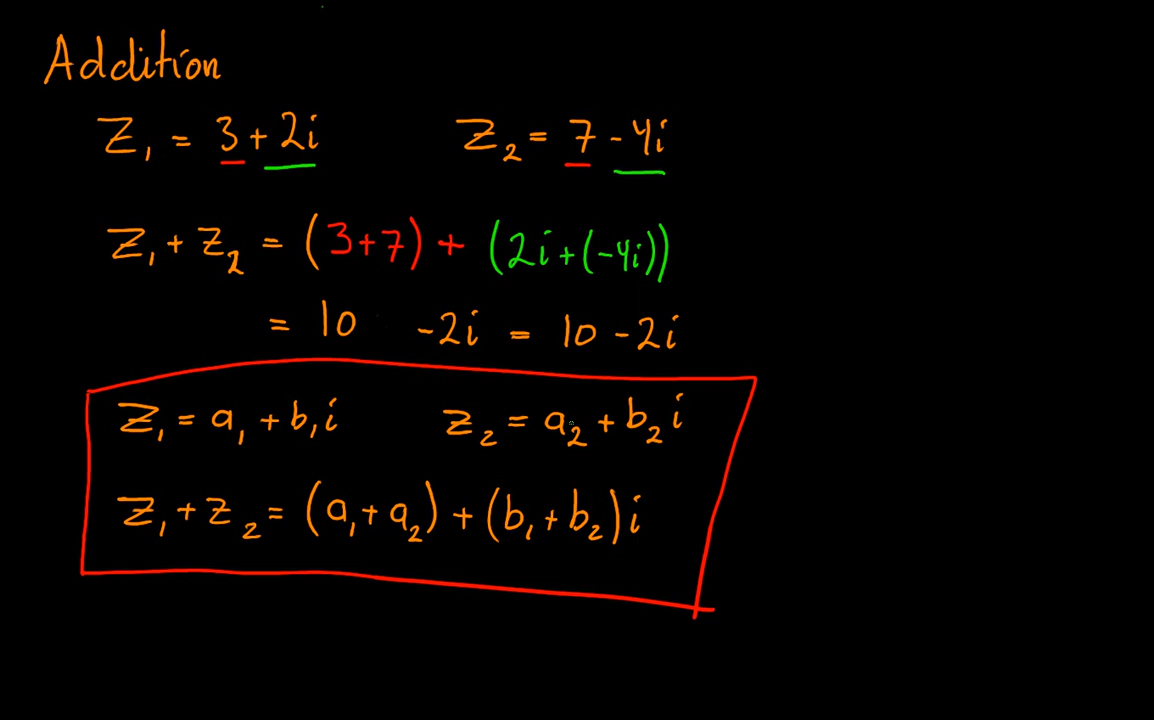 Addition
Z₁ = 3 + 2i Z₂ = 7 - 4i
Z₁ + Z₂ = (3+7) + (2i+(-4i))
= 10 -2i = 10 - 2i
Z₁ = a₁ + b₁i Z₂ = a₂ + b₂i
Z₁ + Z₂ = (a₁ + a₂) + (b₁ + b₂)i